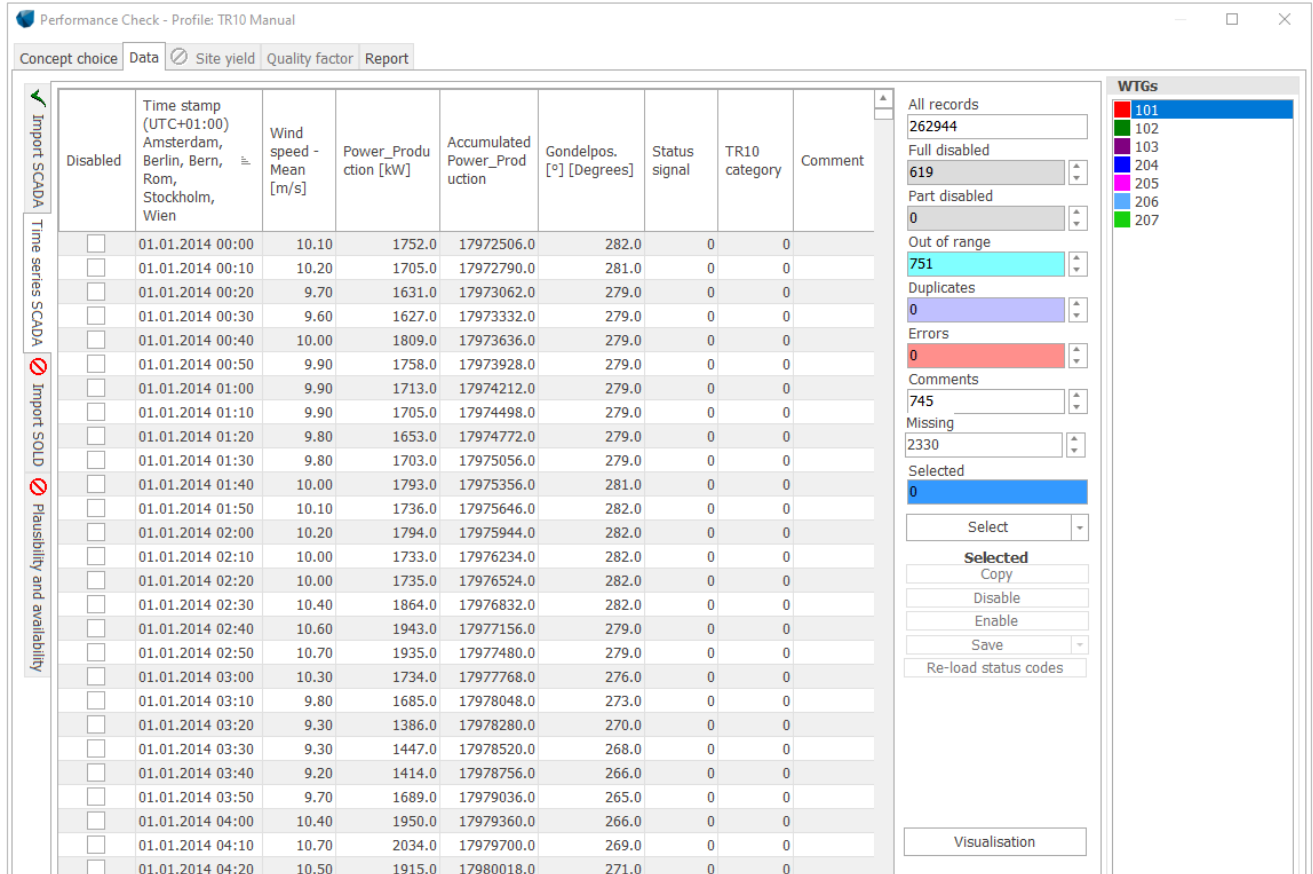 Performance Check - Profile: TR10 Manual
Concept choice Data Site yield Quality factor Report
Import SCADA
Time series SCADA
Import SOLD
Plausibility and availability
Disabled
Time stamp
(UTC+01:00)
Amsterdam,
Berlin, Bern,
Rom,
Stockholm,
Wien
Wind
speed -
Mean
[m/s]
Power_Produ
ction [kW]
Accumulated
Power_Prod
uction
Gondelpos.
[°] [Degrees]
Status
signal
TR10
category
Comment
01.01.2014 00:00 10.10 1752.0 17972506.0 282.0 0 0
01.01.2014 00:10 10.20 1705.0 17972790.0 281.0 0 0
01.01.2014 00:20 9.70 1631.0 17973062.0 279.0 0 0
01.01.2014 00:30 9.60 1627.0 17973332.0 279.0 0 0
01.01.2014 00:40 10.00 1809.0 17973636.0 279.0 0 0
01.01.2014 00:50 9.90 1758.0 17973928.0 279.0 0 0
01.01.2014 01:00 9.90 1713.0 17974212.0 279.0 0 0
01.01.2014 01:10 9.90 1705.0 17974498.0 279.0 0 0
01.01.2014 01:20 9.80 1653.0 17974772.0 279.0 0 0
01.01.2014 01:30 9.80 1703.0 17975056.0 279.0 0 0
01.01.2014 01:40 10.00 1793.0 17975356.0 281.0 0 0
01.01.2014 01:50 10.10 1736.0 17975646.0 282.0 0 0
01.01.2014 02:00 10.20 1794.0 17975944.0 282.0 0 0
01.01.2014 02:10 10.00 1733.0 17976234.0 282.0 0 0
01.01.2014 02:20 10.00 1735.0 17976524.0 282.0 0 0
01.01.2014 02:30 10.40 1864.0 17976832.0 282.0 0 0
01.01.2014 02:40 10.60 1943.0 17977156.0 279.0 0 0
01.01.2014 02:50 10.70 1935.0 17977480.0 279.0 0 0
01.01.2014 03:00 10.30 1734.0 17977768.0 276.0 0 0
01.01.2014 03:10 9.80 1685.0 17978048.0 273.0 0 0
01.01.2014 03:20 9.30 1386.0 17978280.0 270.0 0 0
01.01.2014 03:30 9.30 1447.0 17978520.0 268.0 0 0
01.01.2014 03:40 9.20 1414.0 17978756.0 266.0 0 0
01.01.2014 03:50 9.70 1689.0 17979036.0 265.0 0 0
01.01.2014 04:00 10.40 1950.0 17979360.0 266.0 0 0
01.01.2014 04:10 10.70 2034.0 17979700.0 269.0 0 0
01.01.2014 04:20 10.50 1915.0 17980018.0 271.0 0 0
All records
262944
Full disabled
619
Part disabled
0
Out of range
751
Duplicates
0
Errors
0
Comments
745
Missing
2330
Selected
0
Select
Selected
Copy
Disable
Enable
Save
Re-load status codes
Visualisation
WTGs
101
102
103
204
205
206
207